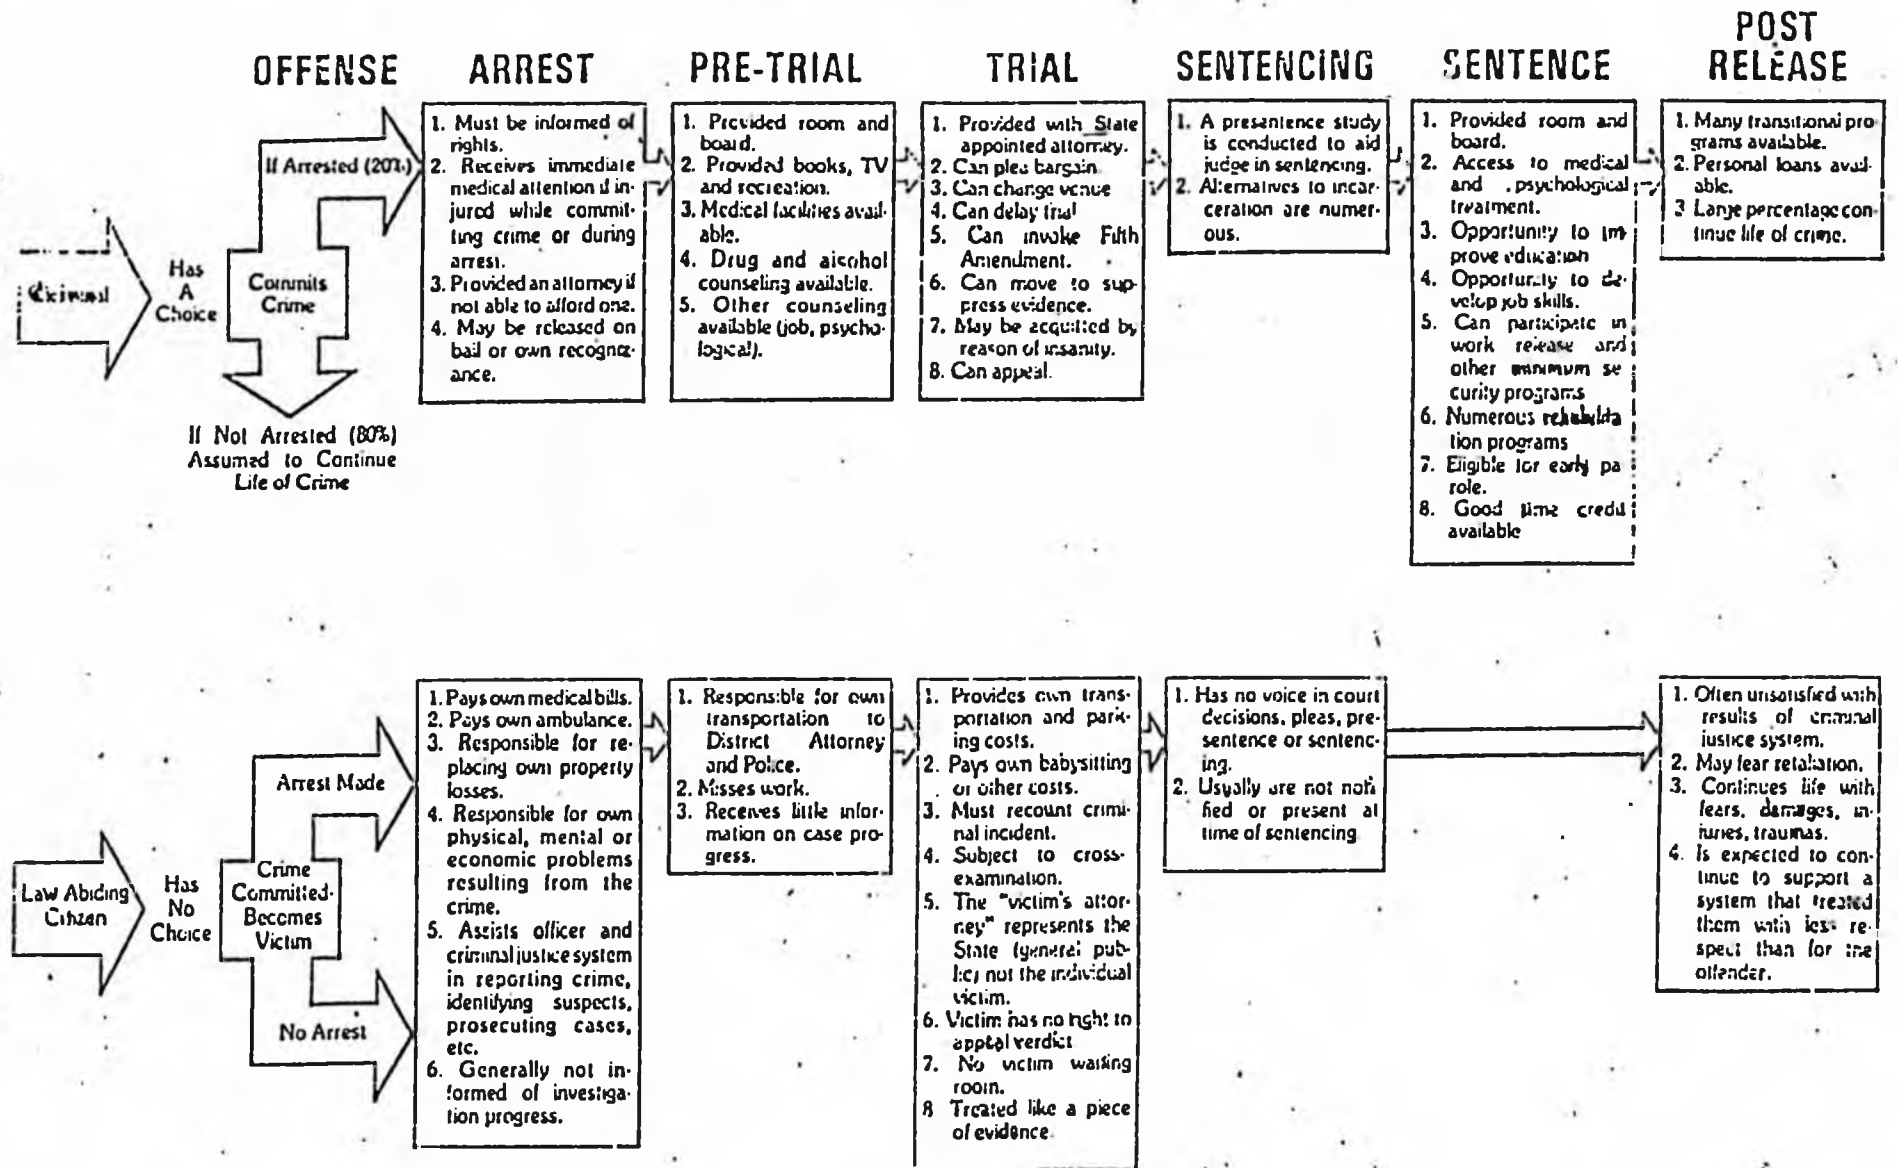 OFFENSE
ARREST
PRE-TRIAL
TRIAL
SENTENCING
SENTENCE
POST
RELEASE
Criminal
Has
A
Choice
Commits
Crime
If Arrested (20%)
If Not Arrested (80%)
Assumed to Continue
Life of Crime
1. Must be informed of
rights.
2. Receives immediate
medical attention if in-
jured while commit-
ting crime or during
arrest.
3. Provided an attorney if
not able to afford one.
4. May be released on
bail or own recogniz-
ance.
1. Provided room and
board.
2. Provided books, TV
and recreation.
3. Medical facilities avail-
able.
4. Drug and alcohol
counseling available.
5. Other counseling
available (job, psycho-
logical).
1. Provided with State
appointed attorney.
2. Can plea bargain.
3. Can change venue
4. Can delay trial
5. Can invoke Fifth
Amendment.
6. Can move to sup-
press evidence.
7. May be acquitted by
reason of insanity.
8. Can appeal.
1. A presentence study
is conducted to aid
judge in sentencing.
2. Alternatives to incar-
ceration are numer-
ous.
1. Provided room and
board.
2. Access to medical
and psychological
treatment.
3. Opportunity to im
prove education
4. Opportunity to de-
velop job skills.
5. Can participate in
work release and
other minimum se
curity programs
6. Numerous rehabilita
tion programs
7. Eligible for early pa
role.
8. Good time credit
available
1. Many transitional pro
grams available.
2. Personal loans avail-
able.
3 Large percentage con
tinue life of crime.
Law Abiding
Citizen
Has
No
Choice
Crime
Committed-
Becomes
Victim
Arrest Made
No Arrest
1. Pays own medical bills.
2. Pays own ambulance.
3. Responsible for re-
placing own property
losses.
4. Responsible for own
physical, mental or
economic problems
resulting from the
crime.
5. Assists officer and
criminal justice system
in reporting crime,
identifying suspects,
prosecuting cases,
etc.
6. Generally not in-
formed of investiga-
tion progress.
1. Responsible for own
transportation to
District Attorney
and Police.
2. Misses work.
3. Receives little infor-
mation on case pro-
gress.
1. Provides own trans-
portation and park-
ing costs.
2. Pays own babysitting
or other costs.
3. Must recount crimi-
nal incident.
4. Subject to cross-
examination.
5. The "victim's attor-
ney" represents the
State (general pub-
lic) not the individual
victim.
6. Victim has no right to
appeal verdict
7. No victim waiting
room.
8 Treated like a piece
of evidence.
1. Has no voice in court
decisions, pleas, pre-
sentence or sentenc-
ing.
2. Usually are not noti
fied or present at
time of sentencing
1. Often unsatisfied with
results of criminal
justice system.
2. May fear retaliation.
3. Continues life with
fears, damages, in-
juries, traumas.
4. Is expected to con-
tinue to support a
system that treated
them with less re-
spect than for the
offender.